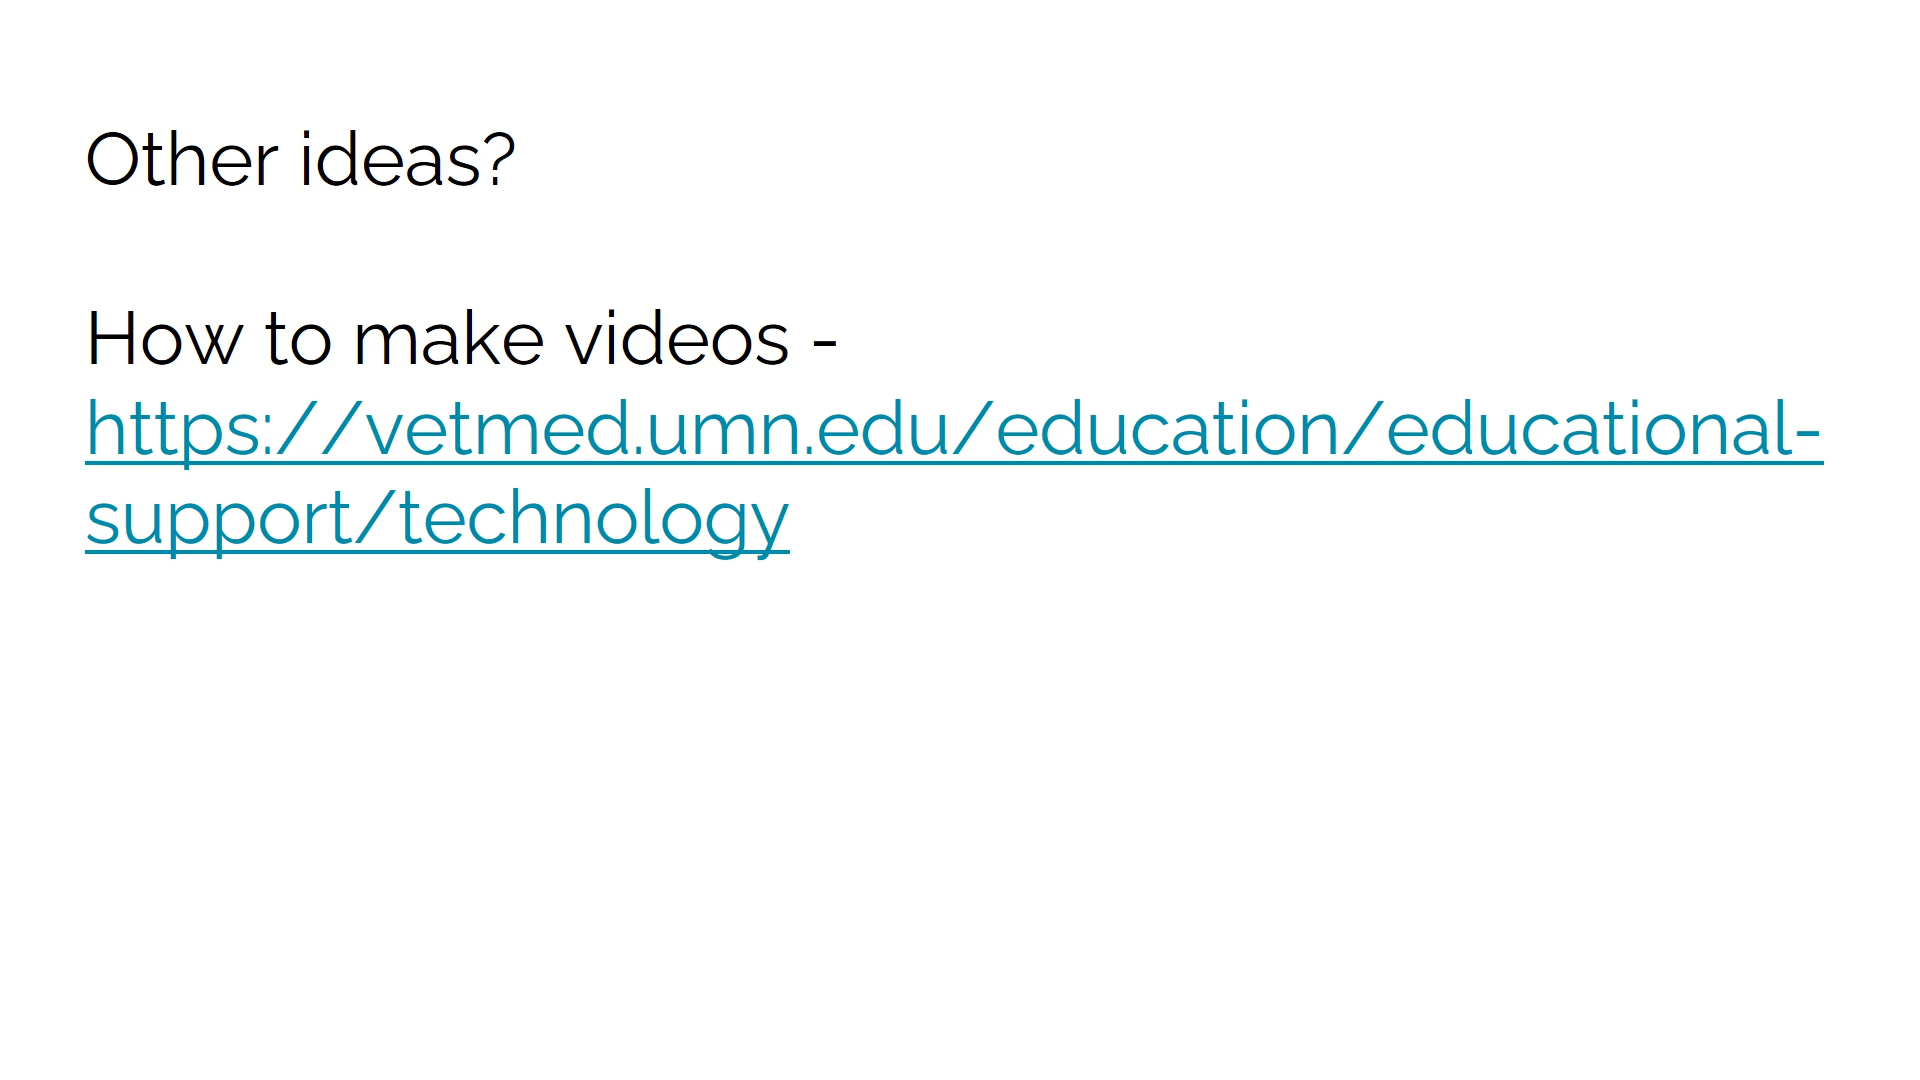 Other ideas?
How to make videos -
https://vetmed.umn.edu/education/educational-
support/technology